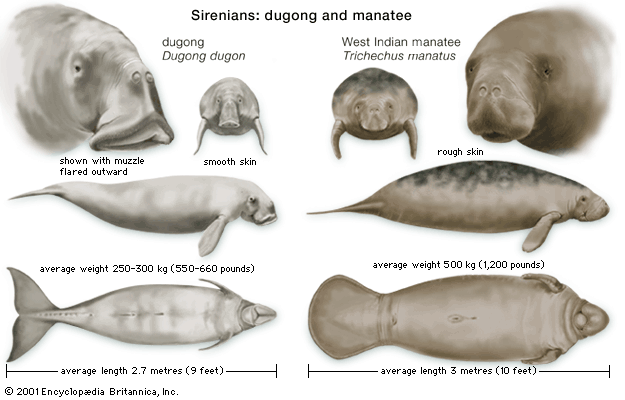 Sirenians: dugong and manatee
dugong
Dugong dugon
West Indian manatee
Trichechus manatus
shown with muzzle
flared outward
smooth skin
rough skin
average weight 250-300 kg (550-660 pounds)
average weight 500 kg (1,200 pounds)
average length 2.7 metres (9 feet)
average length 3 metres (10 feet)
© 2001 Encyclopædia Britannica, Inc.